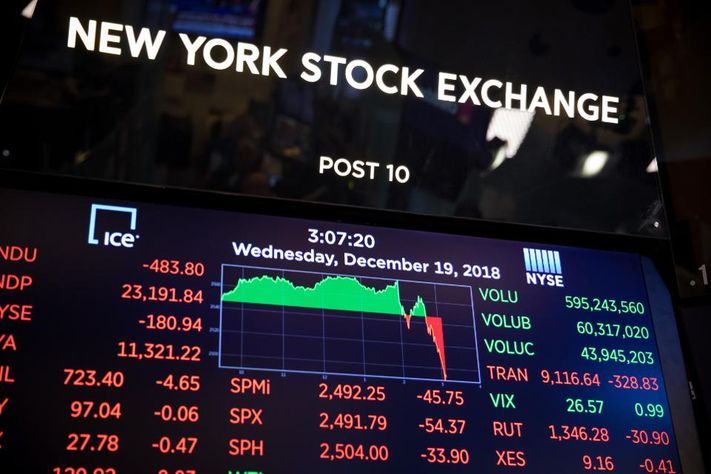 NEW YORK STOCK EXCHANGE
POST 10
ICE
3:07:20
Wednesday, December 19, 2018
NYSE
-483.80
23,191.84
-180.94
11,321.22
723.40 -4.65
97.04 -0.06
27.78 -0.47
SPMi 2,492.25 -45.75
SPX 2,491.79 -54.37
SPH 2,504.00 -33.90
VOLU 595,243,560
VOLUB 60,317,020
VOLUC 43,945,203
TRAN 9,116.64 -328.83
VIX 26.57 0.99
RUT 1,346.28 -30.90
XES 9.16 -0.41